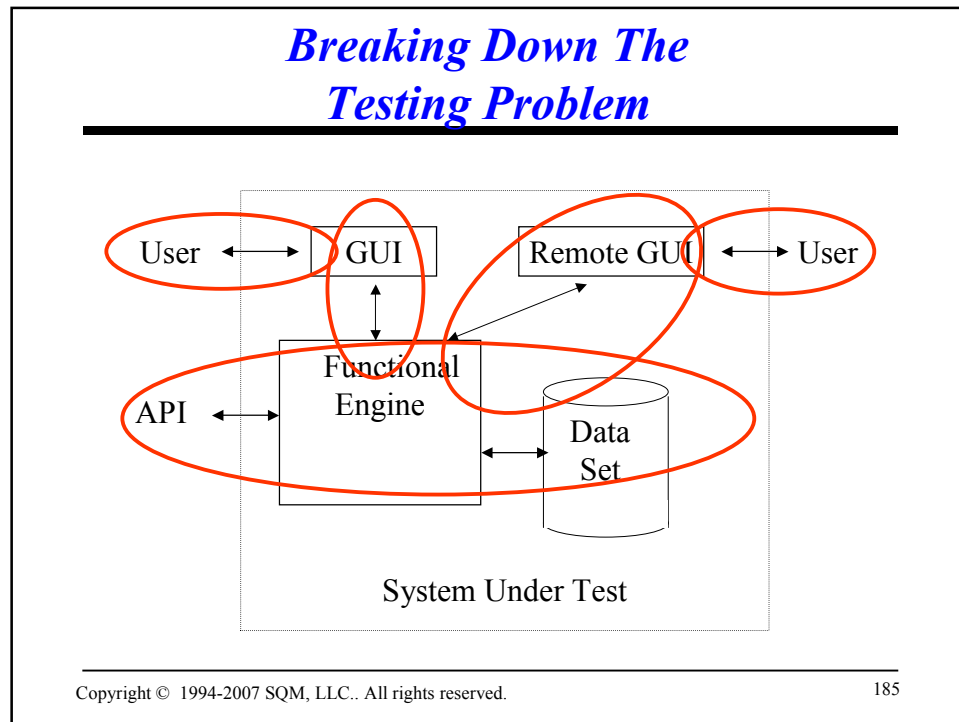 Breaking Down The
Testing Problem
User
GUI
Remote GUI
User
Functional
Engine
API
Data
Set
System Under Test
Copyright © 1994-2007 SQM, LLC.. All rights reserved.
185